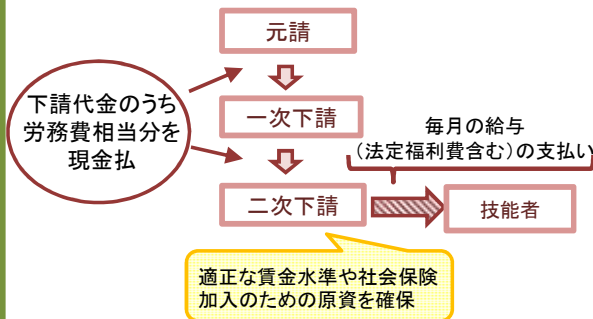 元請
下請代金のうち
労務費相当分を
現金払
一次下請
毎月の給与
(法定福利費含む)の支払い
二次下請
技能者
適正な賃金水準や社会保険
加入のための原資を確保